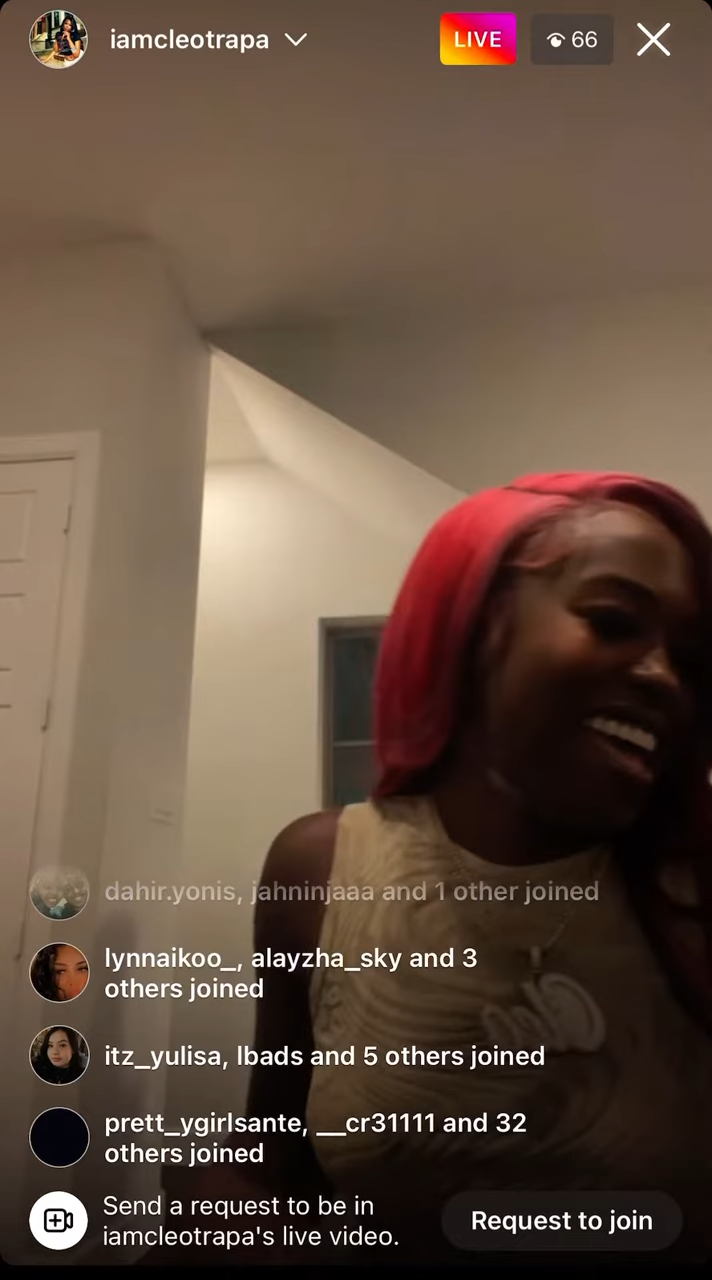 iamcleotrapa
LIVE
66
dahir.yonis, jahninjaaa and 1 other joined
lynnaikoo_, alayzha_sky and 3
others joined
itz_yulisa, lbads and 5 others joined
prett_ygirlsante, __cr31111 and 32
others joined
Send a request to be in
iamcleotrapa's live video.
Request to join